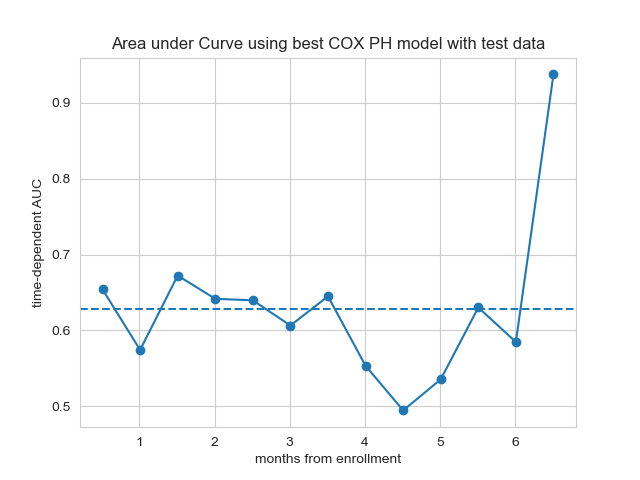 Area under Curve using best COX PH model with test data
time-dependent AUC
0.9
0.8
0.7
0.6
0.5
1 2 3 4 5 6
months from enrollment